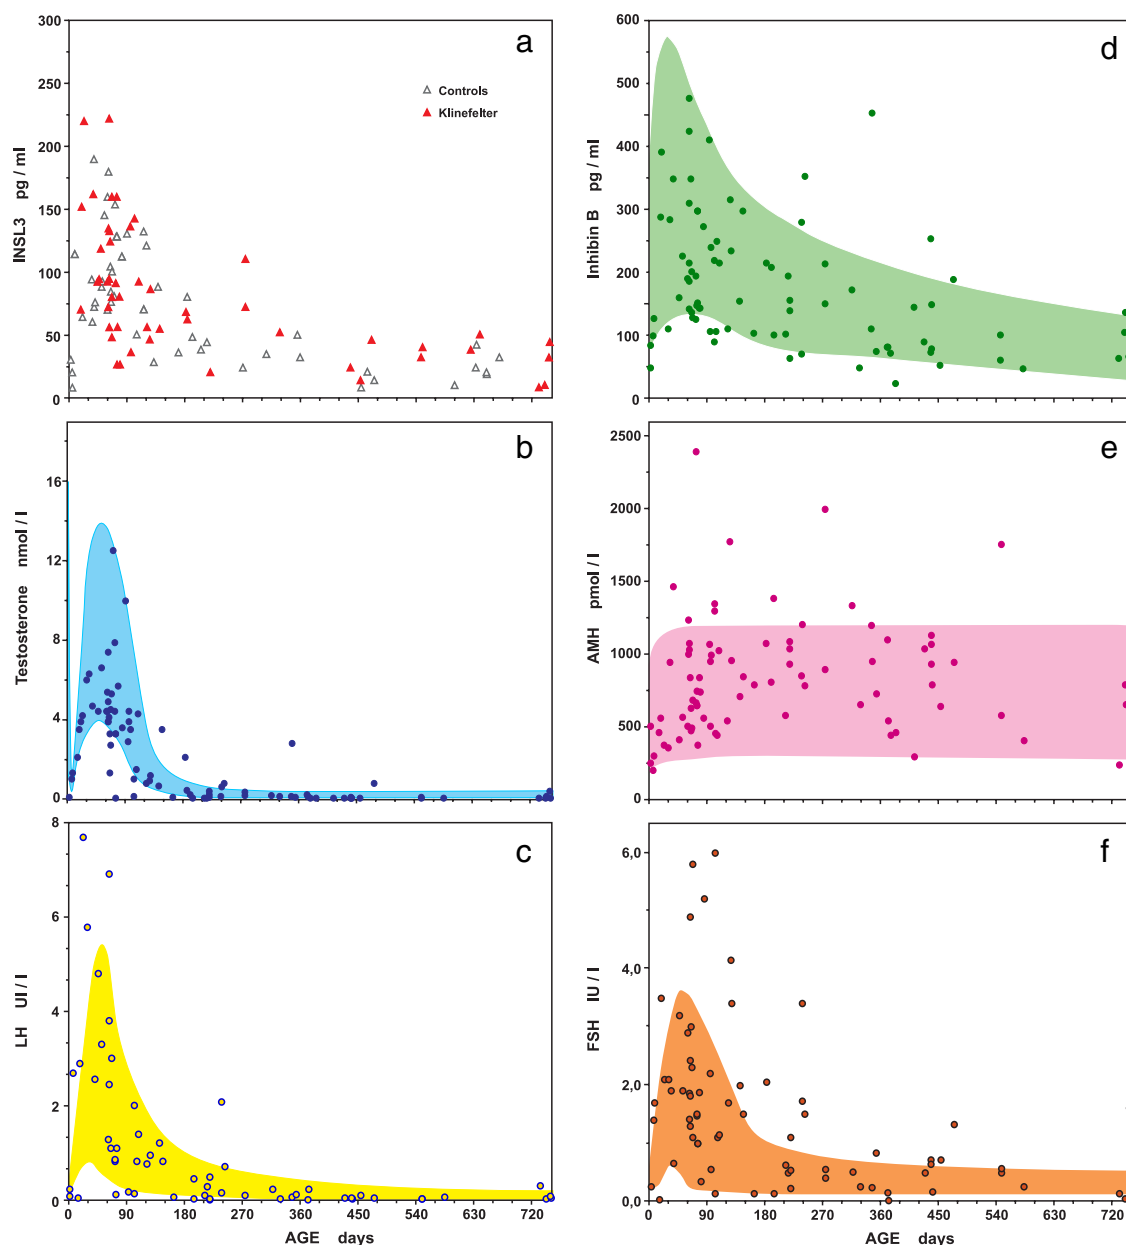 a
INSL3 pg / ml
300
250
200
150
100
50
0
Controls
Klinefelter
d
Inhibin B pg / ml
600
500
400
300
200
100
0
b
Testosterone nmol / l
16
12
8
4
0
e
AMH pmol / l
2500
2000
1500
1000
500
0
c
LH UI / l
8
6
4
2
0
0 90 180 270 360 450 540 630 720
AGE days
f
FSH IU / l
6,0
4,0
2,0
0,0
0 90 180 270 360 450 540 630 720
AGE days